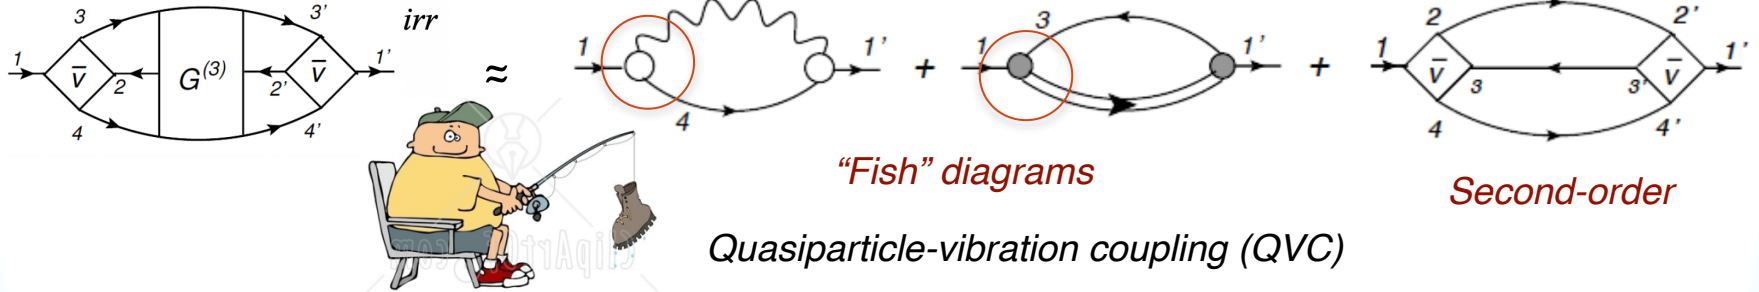 3 3' irr 3 2 2'
1 v̄ 2 G(3) 2' v̄ 1' ≈ 1 1' + 1 1' + 1 v̄ 3 3' v̄ 1'
4 4' 4 4 4'
“Fish” diagrams
Second-order
Quasiparticle-vibration coupling (QVC)